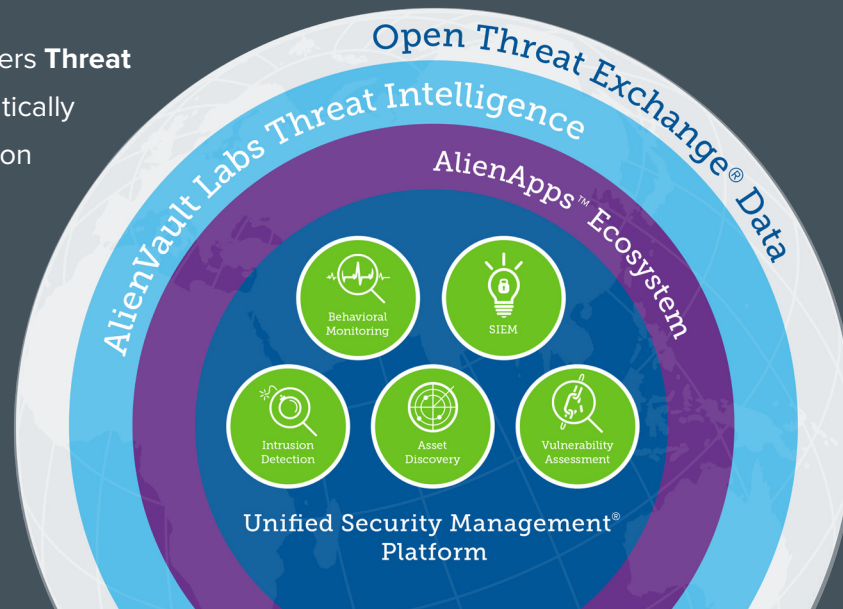 ers Threat
tically
on
Open Threat Exchange® Data
AlienVault Labs Threat Intelligence
AlienApps™ Ecosystem
Behavioral
Monitoring
SIEM
Intrusion
Detection
Asset
Discovery
Vulnerability
Assessment
Unified Security Management®
Platform